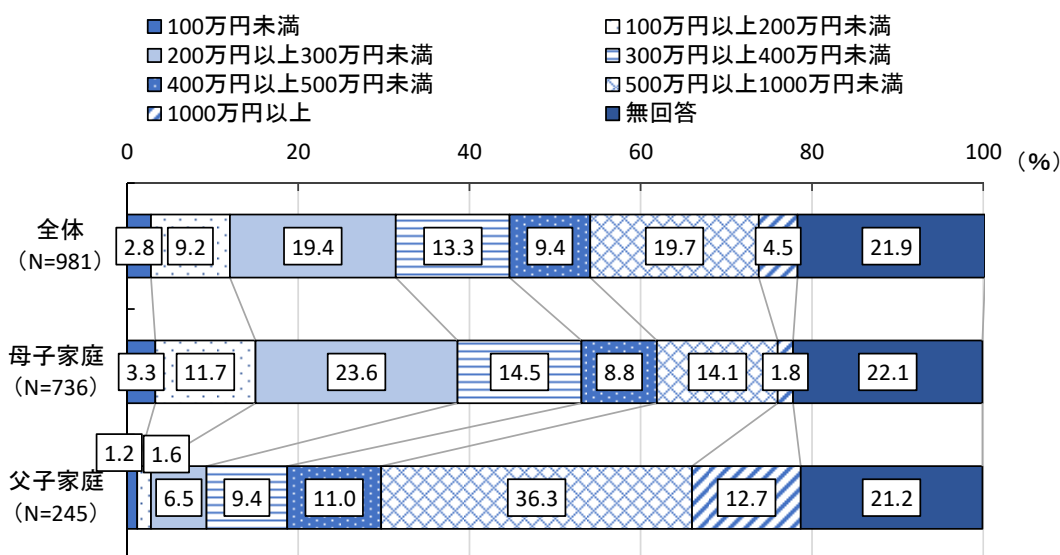 100万円未満 100万円以上200万円未満
200万円以上300万円未満 300万円以上400万円未満
400万円以上500万円未満 500万円以上1000万円未満
1000万円以上 無回答
0 20 40 60 80 100 （%）
全体
（N=981）
2.8 9.2 19.4 13.3 9.4 19.7 4.5 21.9
母子家庭
（N=736）
3.3 11.7 23.6 14.5 8.8 14.1 1.8 22.1
父子家庭
（N=245）
1.2 1.6 6.5 9.4 11.0 36.3 12.7 21.2